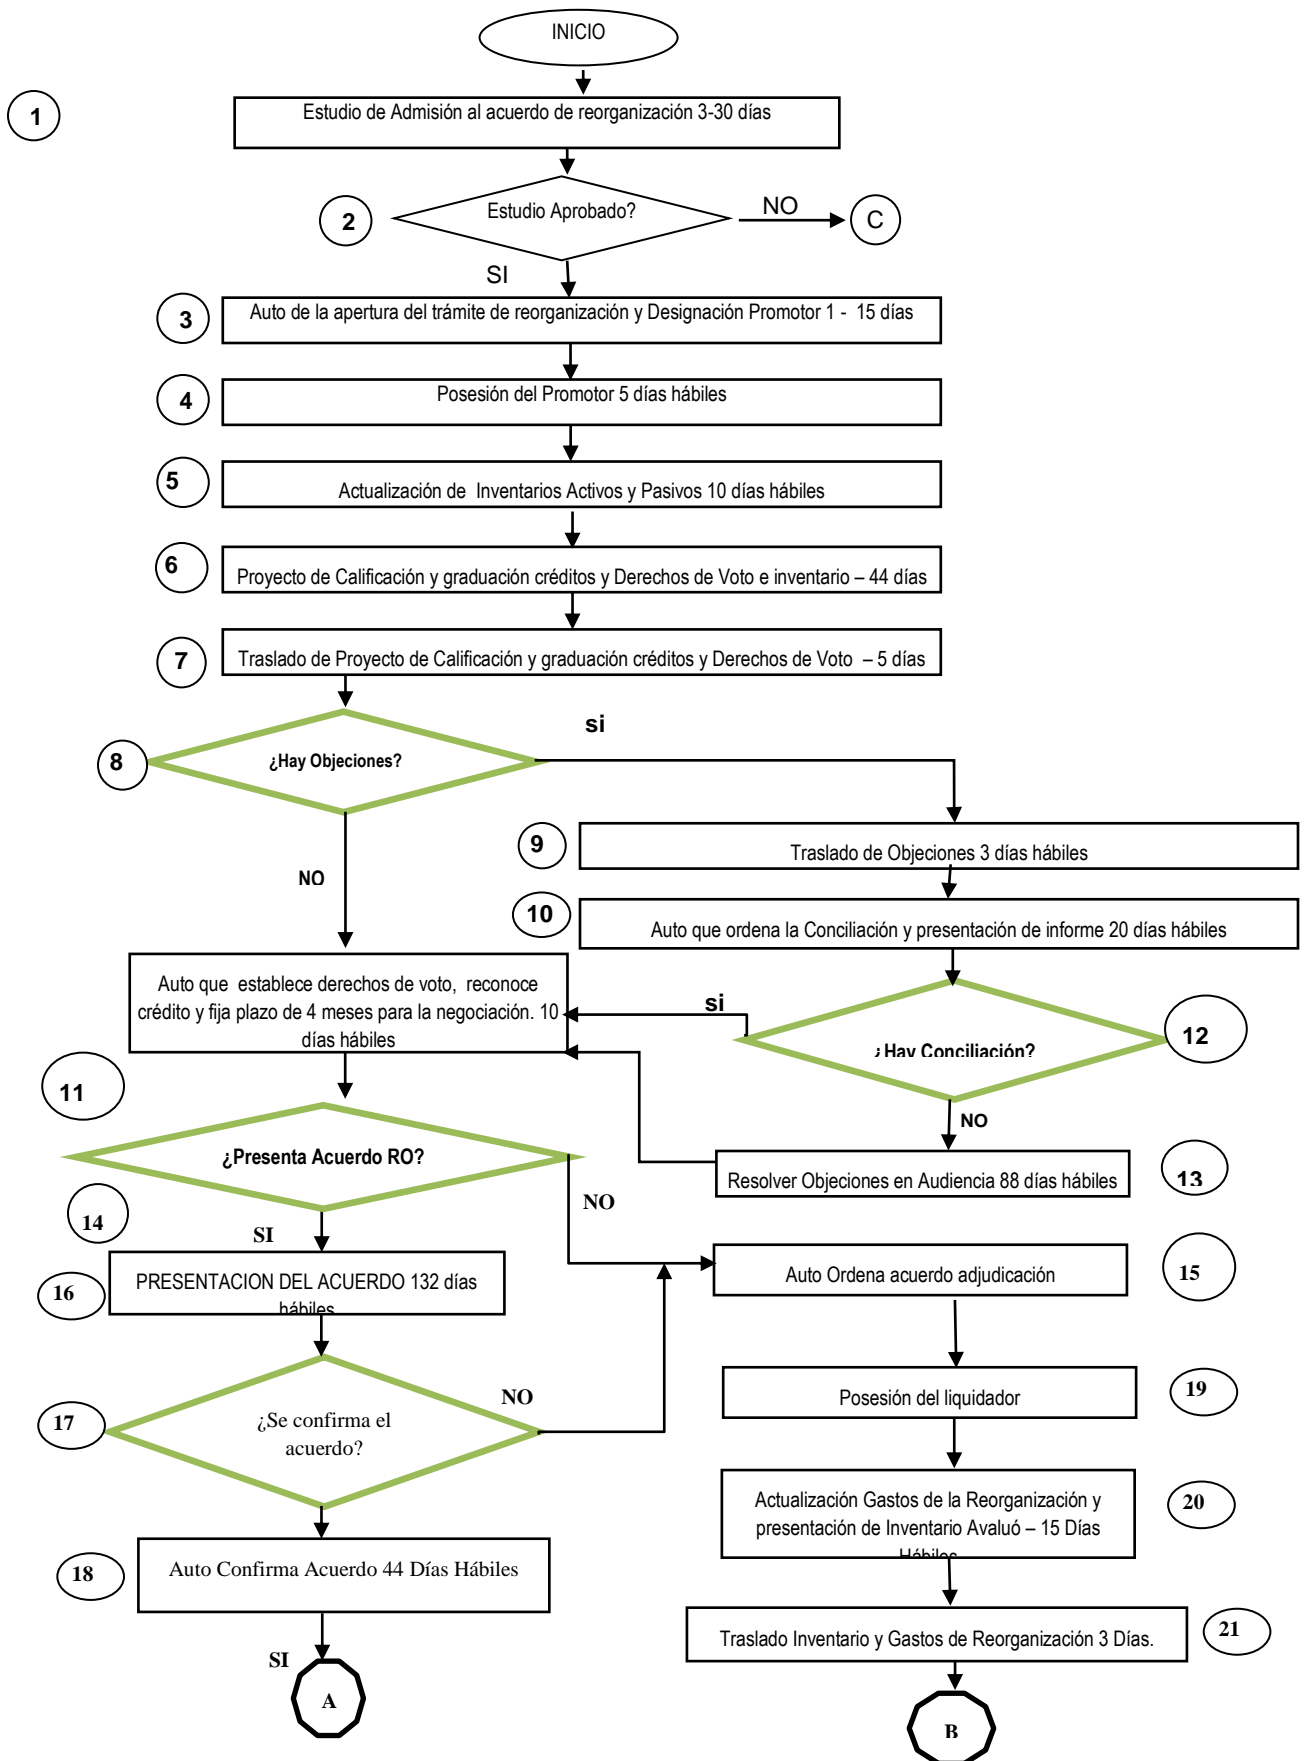 INICIO
1
Estudio de Admisión al acuerdo de reorganización 3-30 días
2
Estudio Aprobado?
NO
C
SI
3
Auto de la apertura del trámite de reorganización y Designación Promotor 1 - 15 días
4
Posesión del Promotor 5 días hábiles
5
Actualización de Inventarios Activos y Pasivos 10 días hábiles
6
Proyecto de Calificación y graduación créditos y Derechos de Voto e inventario – 44 días
7
Traslado de Proyecto de Calificación y graduación créditos y Derechos de Voto – 5 días
8
¿Hay Objeciones?
si
9
Traslado de Objeciones 3 días hábiles
NO
10
Auto que ordena la Conciliación y presentación de informe 20 días hábiles
Auto que establece derechos de voto, reconoce
crédito y fija plazo de 4 meses para la negociación. 10
días hábiles
si
¿Hay Conciliación?
12
11
NO
¿Presenta Acuerdo RO?
Resolver Objeciones en Audiencia 88 días hábiles
13
NO
14
SI
PRESENTACION DEL ACUERDO 132 días
hábiles
16
Auto Ordena acuerdo adjudicación
15
17
¿Se confirma el
acuerdo?
NO
Posesión del liquidador
19
Actualización Gastos de la Reorganización y
presentación de Inventario Avaluó – 15 Días
Hábiles
20
18
Auto Confirma Acuerdo 44 Días Hábiles
Traslado Inventario y Gastos de Reorganización 3 Días.
21
SI
A
B